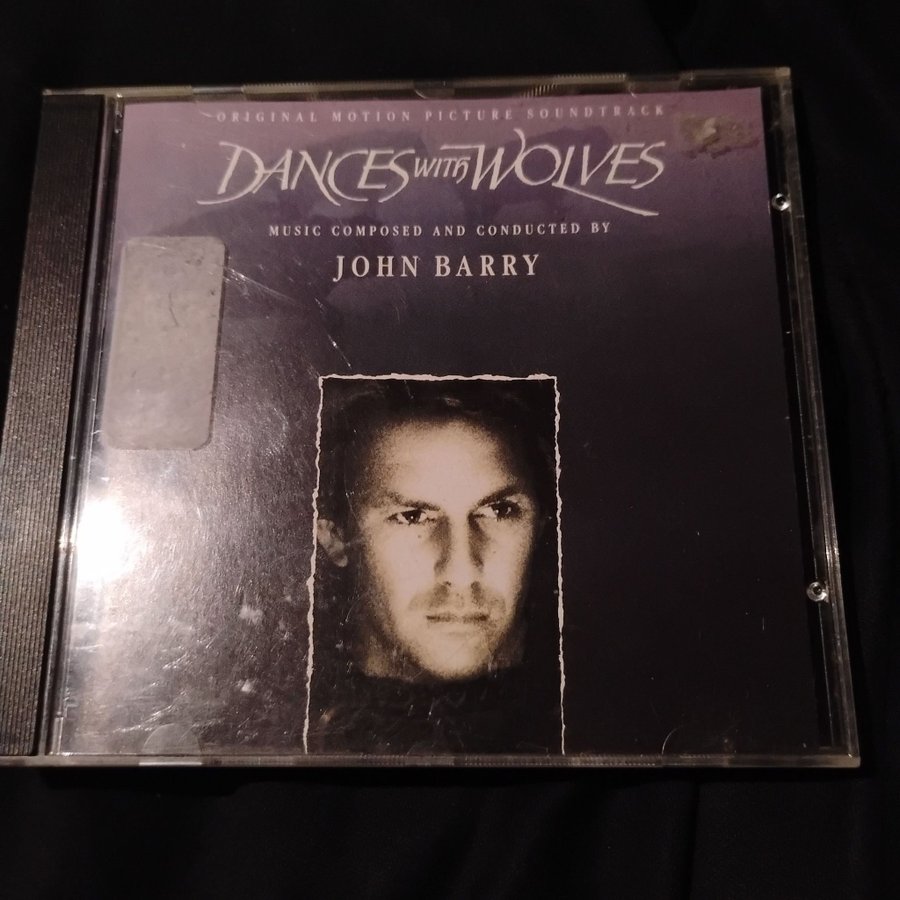 ORIGINAL MOTION PICTURE SOUNDTRACK
DANCES WITH WOLVES
MUSIC COMPOSED AND CONDUCTED BY
JOHN BARRY